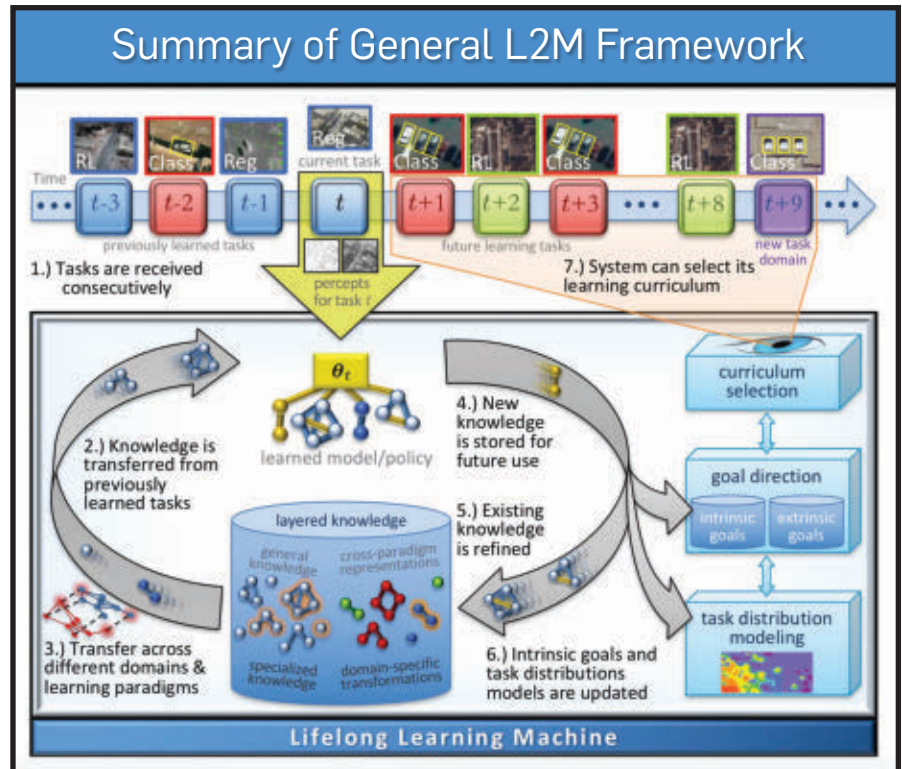 Summary of General L2M Framework
RL
Class
Reg
Reg
Class
RL
Class
RL
Class
current task
Time
t-3
t-2
t-1
t
t+1
t+2
t+3
t+8
t+9
previously learned tasks
future learning tasks
new task
domain
1.) Tasks are received
consecutively
percepts
for task t
7.) System can select its
learning curriculum
θt
learned model/policy
2.) Knowledge is
transferred from
previously
learned tasks
4.) New
knowledge
is stored for
future use
curriculum
selection
goal direction
intrinsic
goals
extrinsic
goals
layered knowledge
general
knowledge
cross-paradigm
representations
specialized
knowledge
domain-specific
transformations
5.) Existing
knowledge
is refined
3.) Transfer across
different domains &
learning paradigms
6.) Intrinsic goals and
task distributions
models are updated
task distribution
modeling
Lifelong Learning Machine